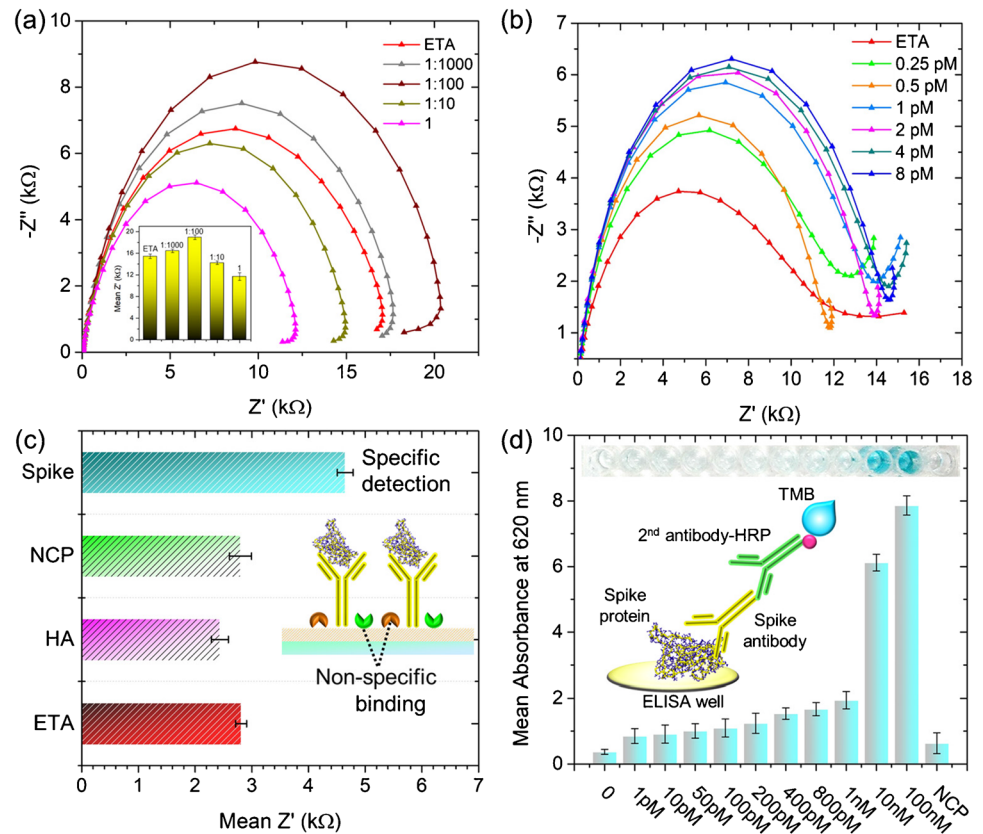 (a)
10
8
6
4
2
0
-Z" (kΩ)
ETA
1:1000
1:100
1:10
1
20
16
12
8
4
0
Mean Z' (kΩ)
ETA
1:1000
1:100
1:10
1
0 5 10 15 20
Z' (kΩ)
(b)
7
6
5
4
3
2
1
-Z" (kΩ)
ETA
0.25 pM
0.5 pM
1 pM
2 pM
4 pM
8 pM
0 2 4 6 8 10 12 14 16 18
Z' (kΩ)
(c)
Spike
NCP
HA
ETA
Specific
detection
Non-specific
binding
0 1 2 3 4 5 6 7
Mean Z' (kΩ)
(d)
10
8
6
4
2
0
Mean Absorbance at 620 nm
TMB
2nd antibody-HRP
Spike
protein
Spike
antibody
ELISA well
0 1pM 10pM 50pM 100pM 200pM 400pM 800pM 1nM 10nM 100nM NCP